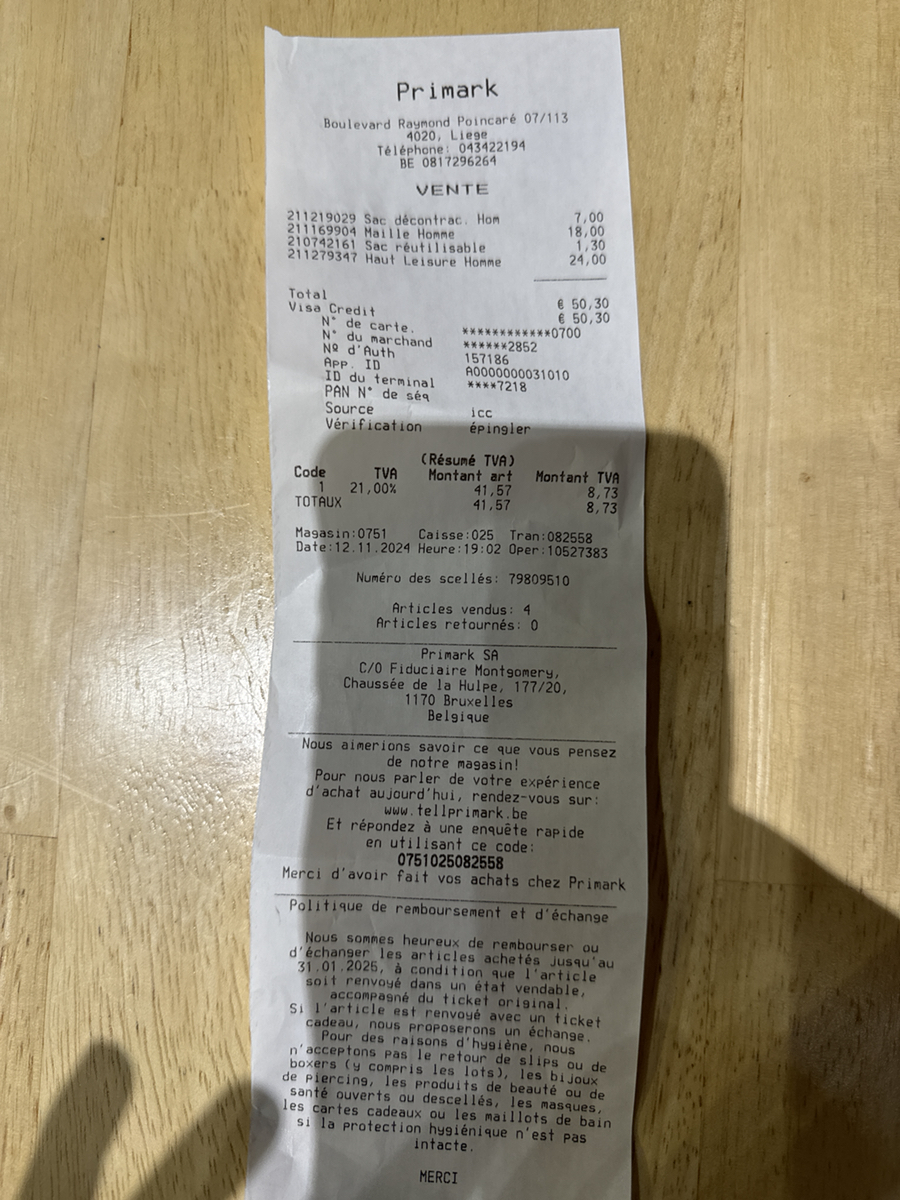 Primark
Boulevard Raymond Poincaré 07/113
4020, Liege
Téléphone: 043422194
BE 0817296264
VENTE
211219029 Sac décontrac. Hom 7,00
211169904 Maille Homme 18,00
210742161 Sac réutilisable 1,30
211279347 Haut Leisure Homme 24,00
Total € 50,30
Visa Credit € 50,30
N° de carte. ************0700
N° du marchand ******2852
Nº d'Auth 157186
App. ID A0000000031010
ID du terminal ****7218
PAN N° de séq
Source icc
Vérification épingler
(Résumé TVA)
Code TVA Montant art Montant TVA
1 21,00% 41,57 8,73
TOTAUX 41,57 8,73
Magasin:0751 Caisse:025 Tran:082558
Date:12.11.2024 Heure:19:02 Oper:10527383
Numéro des scellés: 79809510
Articles vendus: 4
Articles retournés: 0
Primark SA
C/O Fiduciaire Montgomery,
Chaussée de la Hulpe, 177/20,
1170 Bruxelles
Belgique
Nous aimerions savoir ce que vous pensez
de notre magasin!
Pour nous parler de votre expérience
d'achat aujourd'hui, rendez-vous sur:
www.tellprimark.be
Et répondez à une enquête rapide
en utilisant ce code:
0751025082558
Merci d'avoir fait vos achats chez Primark
Politique de remboursement et d'échange
Nous sommes heureux de rembourser ou
d'échanger les articles achetés jusqu'au
31.01.2025, à condition que l'article
soit renvoyé dans un état vendable,
accompagné du ticket original.
Si l'article est renvoyé avec un ticket
cadeau, nous proposerons un échange.
Pour des raisons d'hygiène, nous
n'acceptons pas le retour de slips ou de
boxers (y compris les lots), les bijoux
de piercing, les produits de beauté ou de
santé ouverts ou descellés, les masques,
les cartes cadeaux ou les maillots de bain
si la protection hygiénique n'est pas
intacte.
MERCI